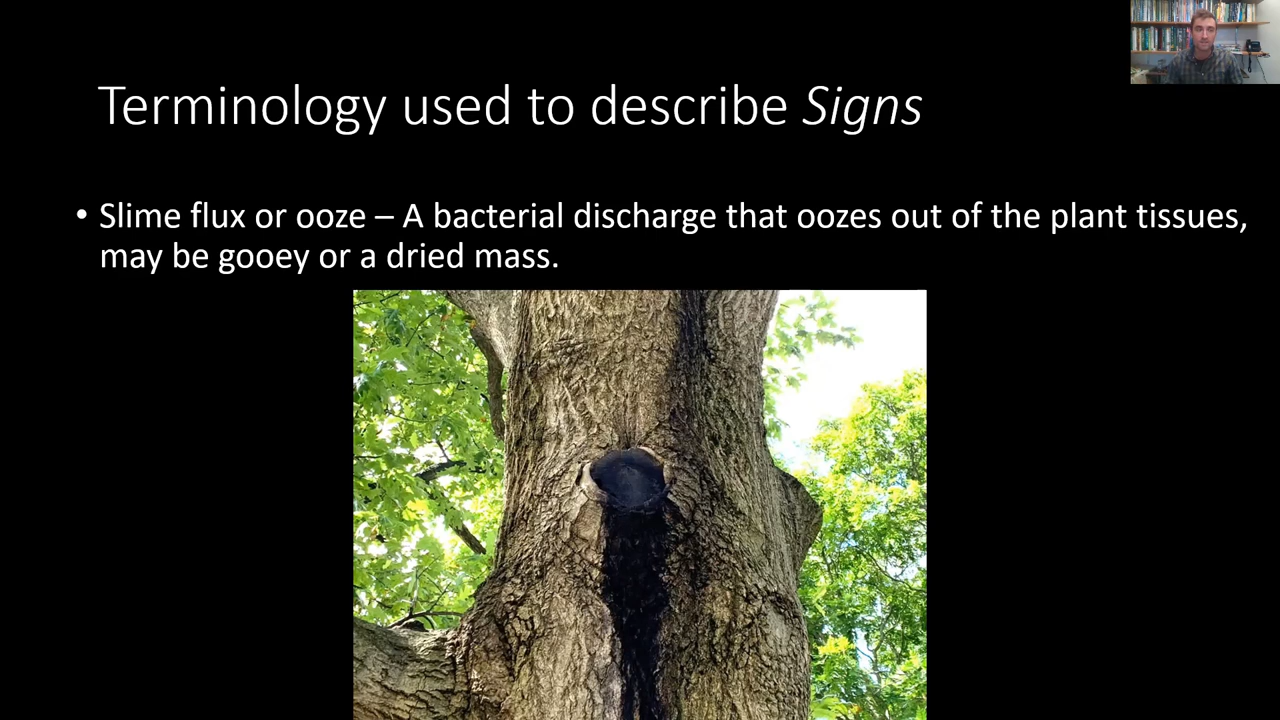 Terminology used to describe Signs
• Slime flux or ooze – A bacterial discharge that oozes out of the plant tissues,
may be gooey or a dried mass.